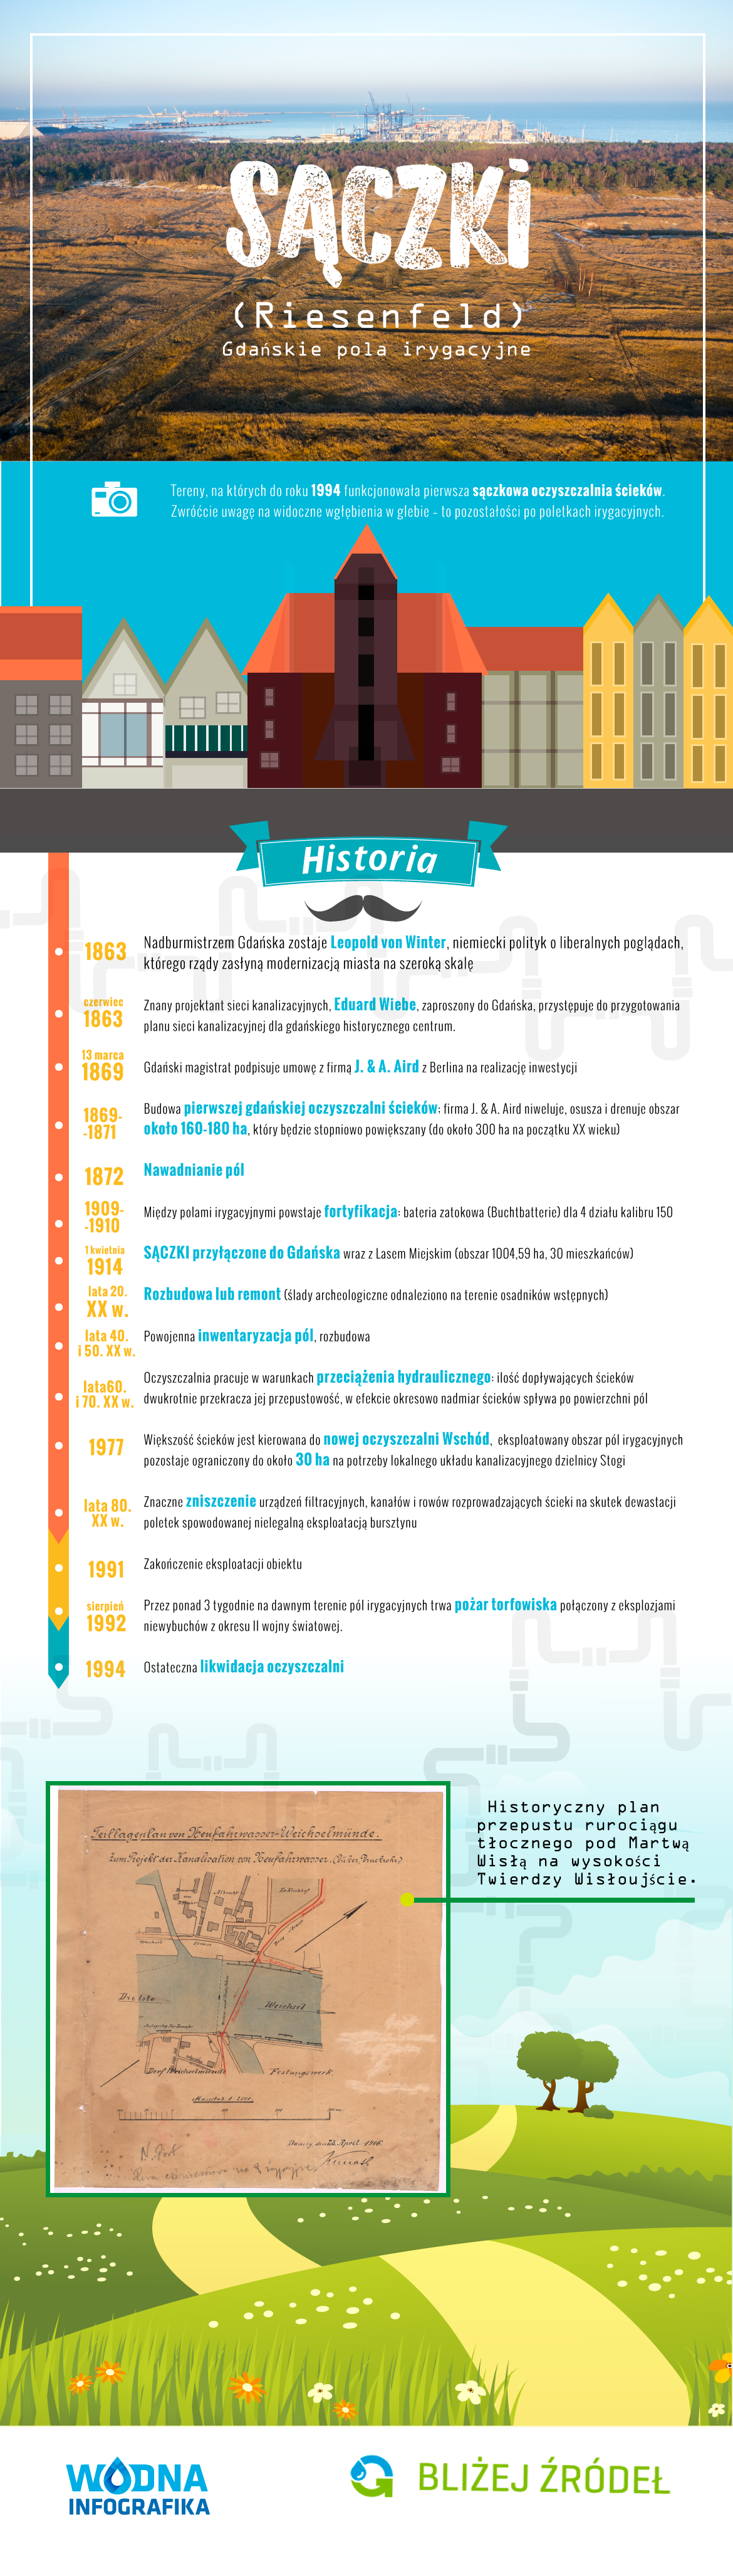 SĄCZKi
(Riesenfeld)
Gdańskie pola irygacyjne
Tereny, na których do roku 1994 funkcjonowała pierwsza sączkowa oczyszczalnia ścieków.
Zwróćcie uwagę na widoczne wgłębienia w glebie – to pozostałości po poletkach irygacyjnych.
Historia
1863
Nadburmistrzem Gdańska zostaje Leopold von Winter, niemiecki polityk o liberalnych poglądach,
którego rządy zasłyną modernizacją miasta na szeroką skalę
czerwiec
1863
Znany projektant sieci kanalizacyjnych, Eduard Wiebe, zaproszony do Gdańska, przystępuje do przygotowania
planu sieci kanalizacyjnej dla gdańskiego historycznego centrum.
13 marca
1869
Gdański magistrat podpisuje umowę z firmą J. & A. Aird z Berlina na realizację inwestycji
1869-
-1871
Budowa pierwszej gdańskiej oczyszczalni ścieków: firma J. & A. Aird niweluje, osusza i drenuje obszar
około 160-180 ha, który będzie stopniowo powiększany (do około 300 ha na początku XX wieku)
1872
Nawadnianie pól
1909-
-1910
Między polami irygacyjnymi powstaje fortyfikacja: bateria zatokowa (Buchtbatterie) dla 4 działu kalibru 150
1 kwietnia
1914
SĄCZKI przyłączone do Gdańska wraz z Lasem Miejskim (obszar 1004,59 ha, 30 mieszkańców)
lata 20.
XX w.
Rozbudowa lub remont (ślady archeologiczne odnaleziono na terenie osadników wstępnych)
lata 40.
i 50. XX w.
Powojenna inwentaryzacja pól, rozbudowa
lata60.
i 70. XX w.
Oczyszczalnia pracuje w warunkach przeciążenia hydraulicznego: ilość dopływających ścieków
dwukrotnie przekracza jej przepustowość, w efekcie okresowo nadmiar ścieków spływa po powierzchni pól
1977
Większość ścieków jest kierowana do nowej oczyszczalni Wschód, eksploatowany obszar pól irygacyjnych
pozostaje ograniczony do około 30 ha na potrzeby lokalnego układu kanalizacyjnego dzielnicy Stogi
lata 80.
XX w.
Znaczne zniszczenie urządzeń filtracyjnych, kanałów i rowów rozprowadzających ścieki na skutek dewastacji
poletek spowodowanej nielegalną eksploatacją bursztynu
1991
Zakończenie eksploatacji obiektu
sierpień
1992
Przez ponad 3 tygodnie na dawnym terenie pól irygacyjnych trwa pożar torfowiska połączony z eksplozjami
niewybuchów z okresu II wojny światowej.
1994
Ostateczna likwidacja oczyszczalni
Historyczny plan
przepustu rurociągu
tłocznego pod Martwą
Wisłą na wysokości
Twierdzy Wisłoujście.
Teillageplan von Neufahrwasser-Weichselmünde.
zum Projekt der Kanalisation von Neufahrwasser.
Weichsel
Dorf Weichselmünde
Festungswerk.
April
WODNA
INFOGRAFIKA
BLIŻEJ ŹRÓDEŁ